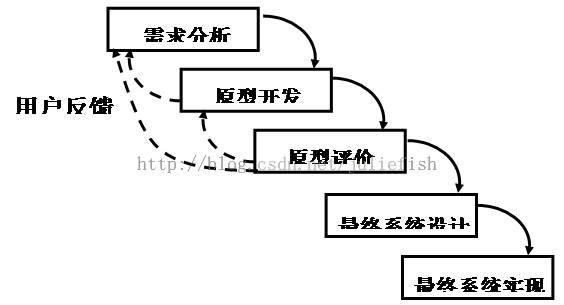 需求分析
原型开发
用户反馈
原型评价
http://blog.csdn.net/juliefish
最终系统设计
最终系统实现